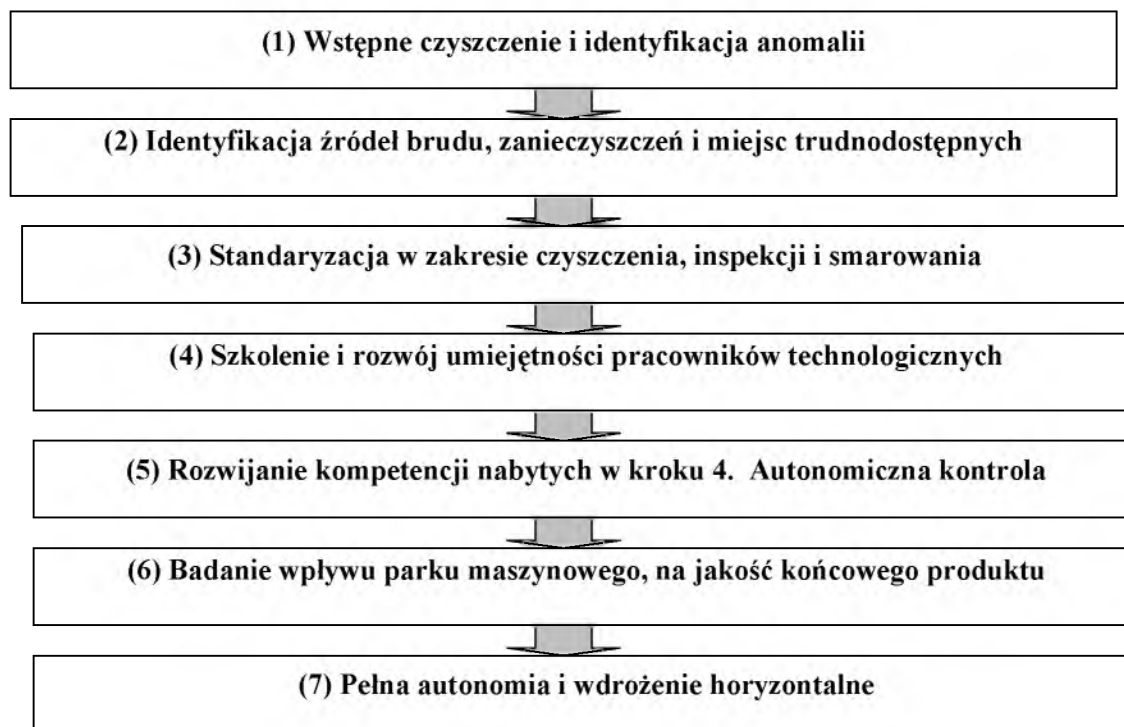 (1) Wstępne czyszczenie i identyfikacja anomalii
(2) Identyfikacja źródeł brudu, zanieczyszczeń i miejsc trudnodostępnych
(3) Standaryzacja w zakresie czyszczenia, inspekcji i smarowania
(4) Szkolenie i rozwój umiejętności pracowników technologicznych
(5) Rozwijanie kompetencji nabytych w kroku 4. Autonomiczna kontrola
(6) Badanie wpływu parku maszynowego, na jakość końcowego produktu
(7) Pełna autonomia i wdrożenie horyzontalne